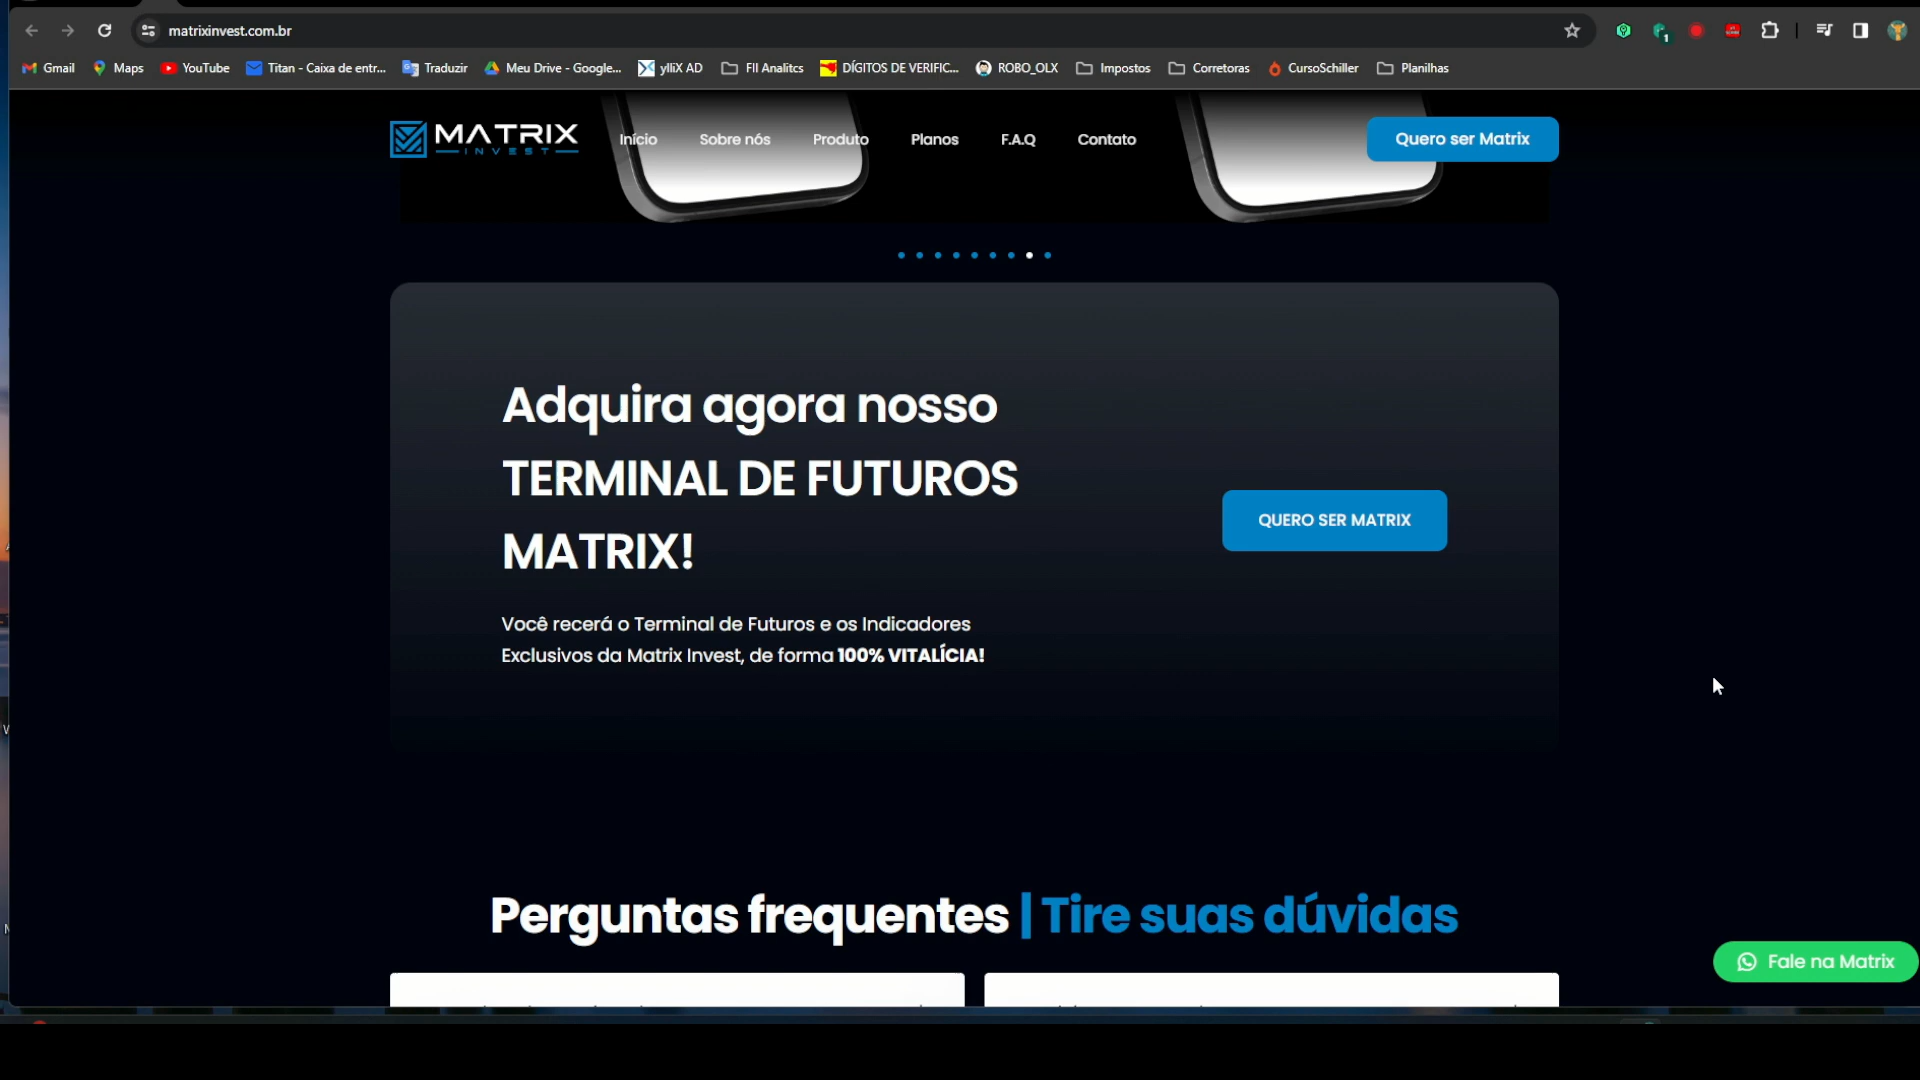 matrixinvest.com.br
1
Gmail Maps YouTube Titan - Caixa de entr... Traduzir Meu Drive - Google... ylliX AD FII Analitcs DÍGITOS DE VERIFIC... ROBO_OLX Impostos Corretoras CursoSchiller Planilhas
MATRIX
INVEST
Início Sobre nós Produto Planos F.A.Q Contato
Quero ser Matrix
Adquira agora nosso
TERMINAL DE FUTUROS
MATRIX!
QUERO SER MATRIX
Você recerá o Terminal de Futuros e os Indicadores
Exclusivos da Matrix Invest, de forma 100% VITALÍCIA!
Perguntas frequentes | Tire suas dúvidas
Fale na Matrix